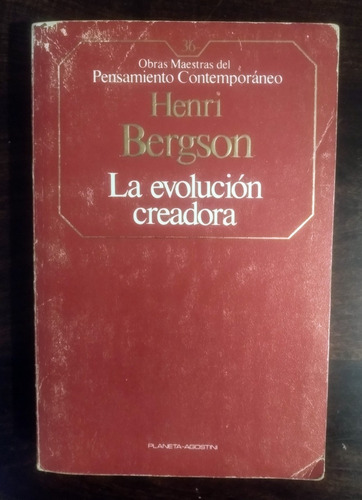 36
Obras Maestras del
Pensamiento Contemporáneo
Henri
Bergson
La evolución
creadora
PLANETA-AGOSTINI